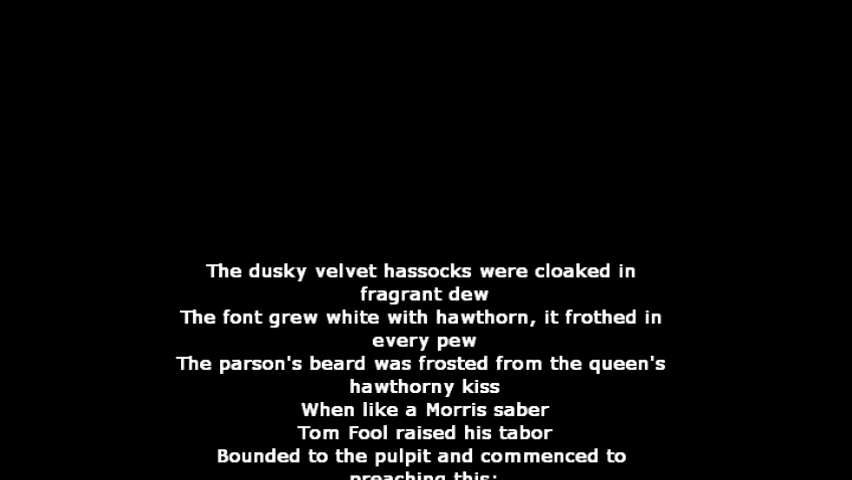 The dusky velvet hassocks were cloaked in
fragrant dew
The font grew white with hawthorn, it frothed in
every pew
The parson's beard was frosted from the queen's
hawthorny kiss
When like a Morris saber
Tom Fool raised his tabor
Bounded to the pulpit and commenced to
preaching this: